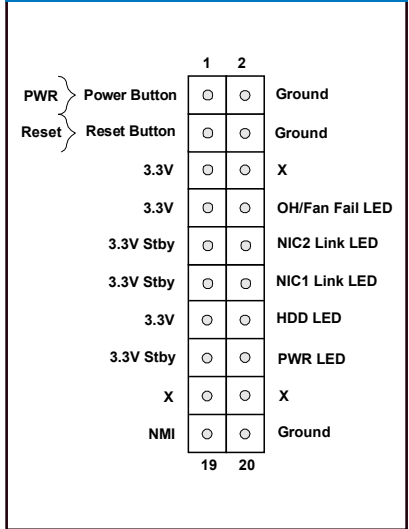 1 2
PWR Power Button Ground
Reset Reset Button Ground
3.3V X
3.3V OH/Fan Fail LED
3.3V Stby NIC2 Link LED
3.3V Stby NIC1 Link LED
3.3V HDD LED
3.3V Stby PWR LED
X X
NMI Ground
19 20